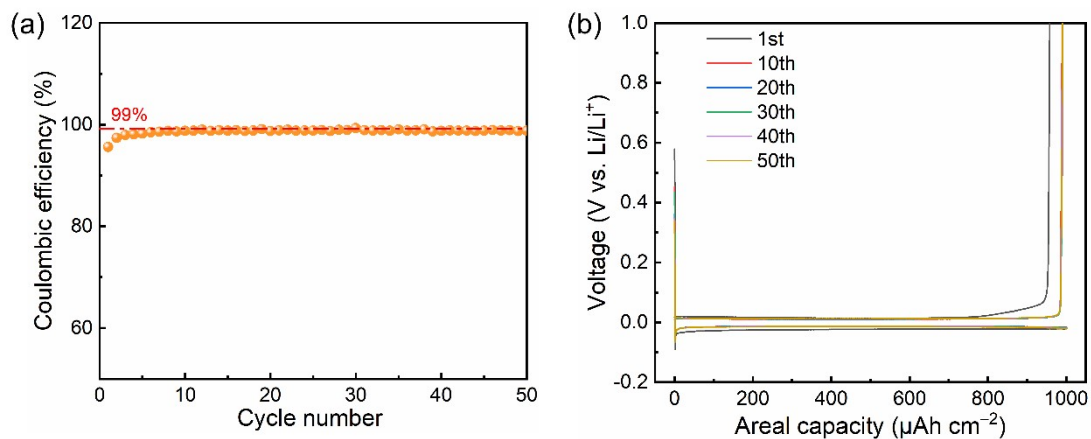 (a)
120
100
80
60
Coulombic efficiency (%)
99%
0 10 20 30 40 50
Cycle number
(b)
1.0
0.8
0.6
0.4
0.2
0.0
-0.2
Voltage (V vs. Li/Li⁺)
1st
10th
20th
30th
40th
50th
0 200 400 600 800 1000
Areal capacity (μAh cm⁻²)